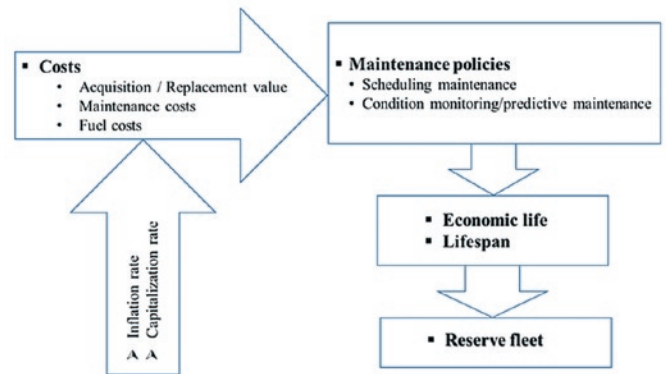 ▪ Costs
• Acquisition / Replacement value
• Maintenance costs
• Fuel costs
▪ Maintenance policies
• Scheduling maintenance
• Condition monitoring/predictive maintenance
➢ Inflation rate
➢ Capitalization rate
▪ Economic life
▪ Lifespan
▪ Reserve fleet